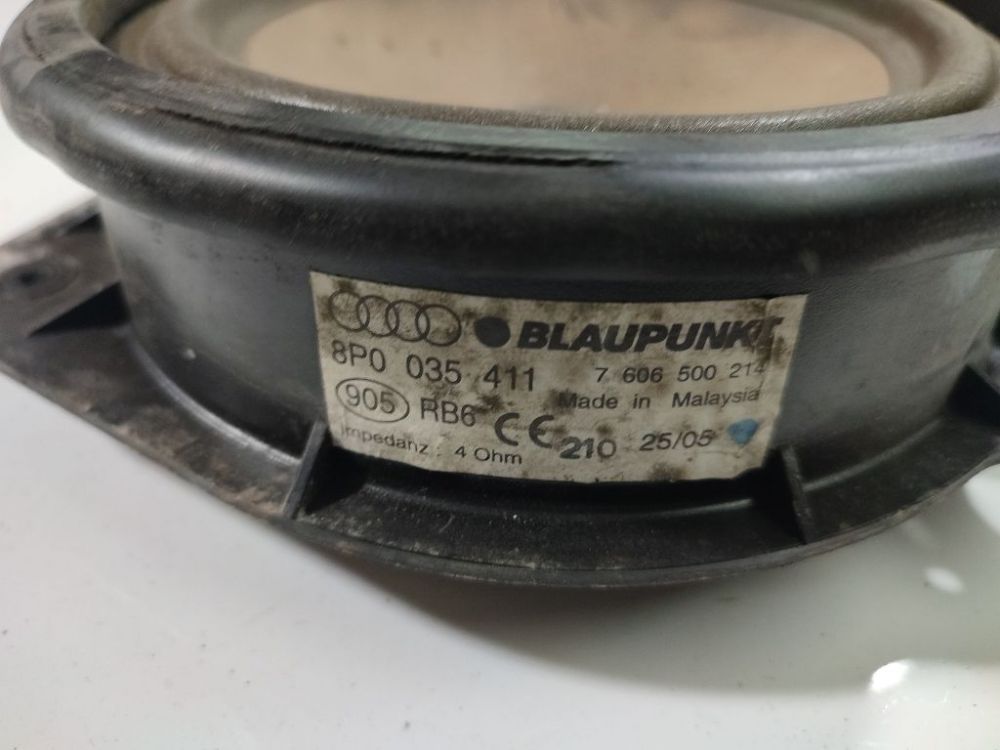 BLAUPUNKT
8P0 035 411 7 606 500 214
905 RB6 Made in Malaysia
CE 210 25/05
Impedanz : 4 Ohm